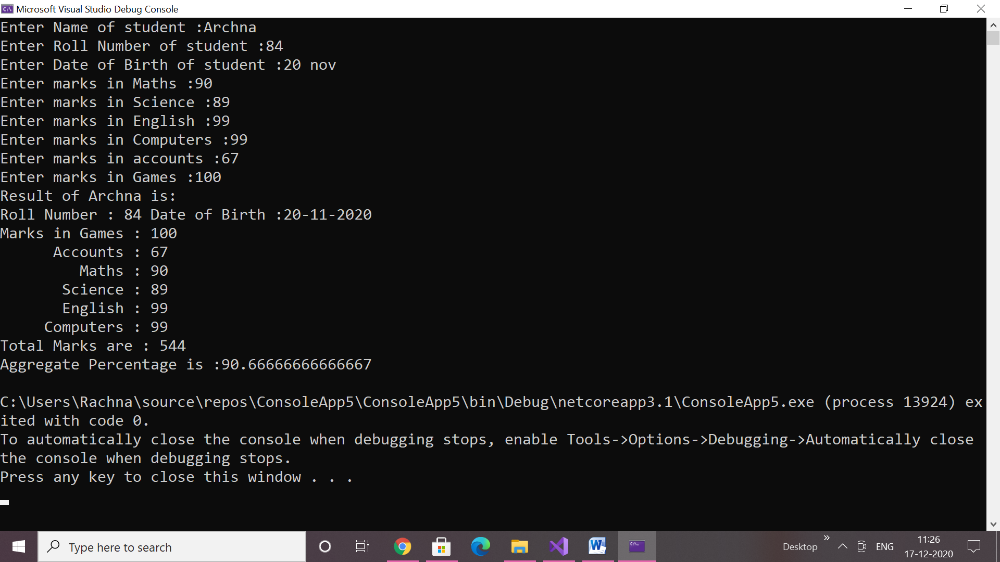 Microsoft Visual Studio Debug Console
Enter Name of student :Archna
Enter Roll Number of student :84
Enter Date of Birth of student :20 nov
Enter marks in Maths :90
Enter marks in Science :89
Enter marks in English :99
Enter marks in Computers :99
Enter marks in accounts :67
Enter marks in Games :100
Result of Archna is:
Roll Number : 84 Date of Birth :20-11-2020
Marks in Games : 100
Accounts : 67
Maths : 90
Science : 89
English : 99
Computers : 99
Total Marks are : 544
Aggregate Percentage is :90.66666666666667
C:\Users\Rachna\source\repos\ConsoleApp5\ConsoleApp5\bin\Debug\netcoreapp3.1\ConsoleApp5.exe (process 13924) ex
ited with code 0.
To automatically close the console when debugging stops, enable Tools->Options->Debugging->Automatically close
the console when debugging stops.
Press any key to close this window . . .
Type here to search
Desktop
ENG
11:26
17-12-2020